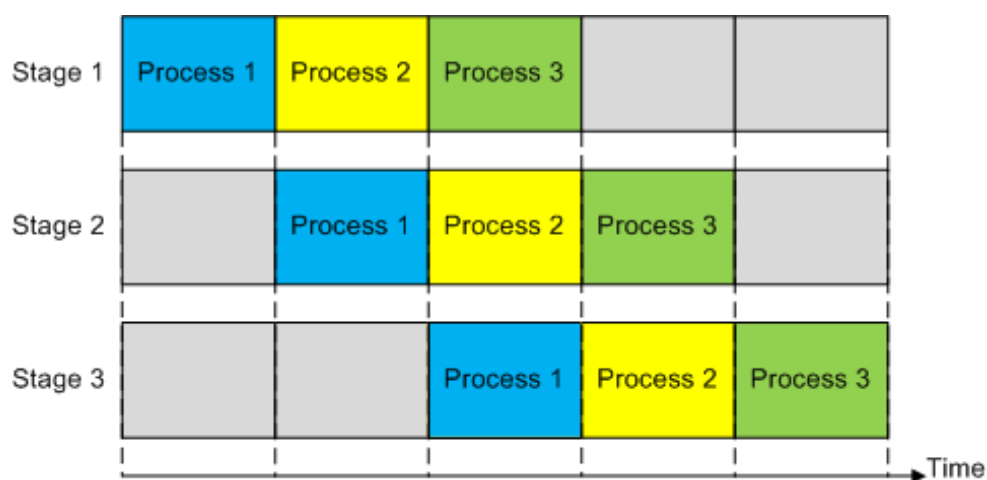 Stage 1 Process 1 Process 2 Process 3
Stage 2 Process 1 Process 2 Process 3
Stage 3 Process 1 Process 2 Process 3
Time